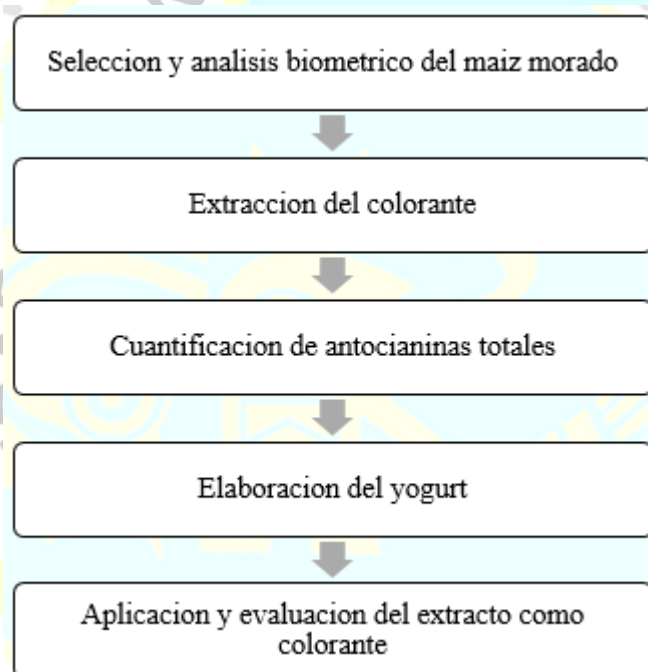 Seleccion y analisis biometrico del maiz morado
Extraccion del colorante
Cuantificacion de antocianinas totales
Elaboracion del yogurt
Aplicacion y evaluacion del extracto como
colorante